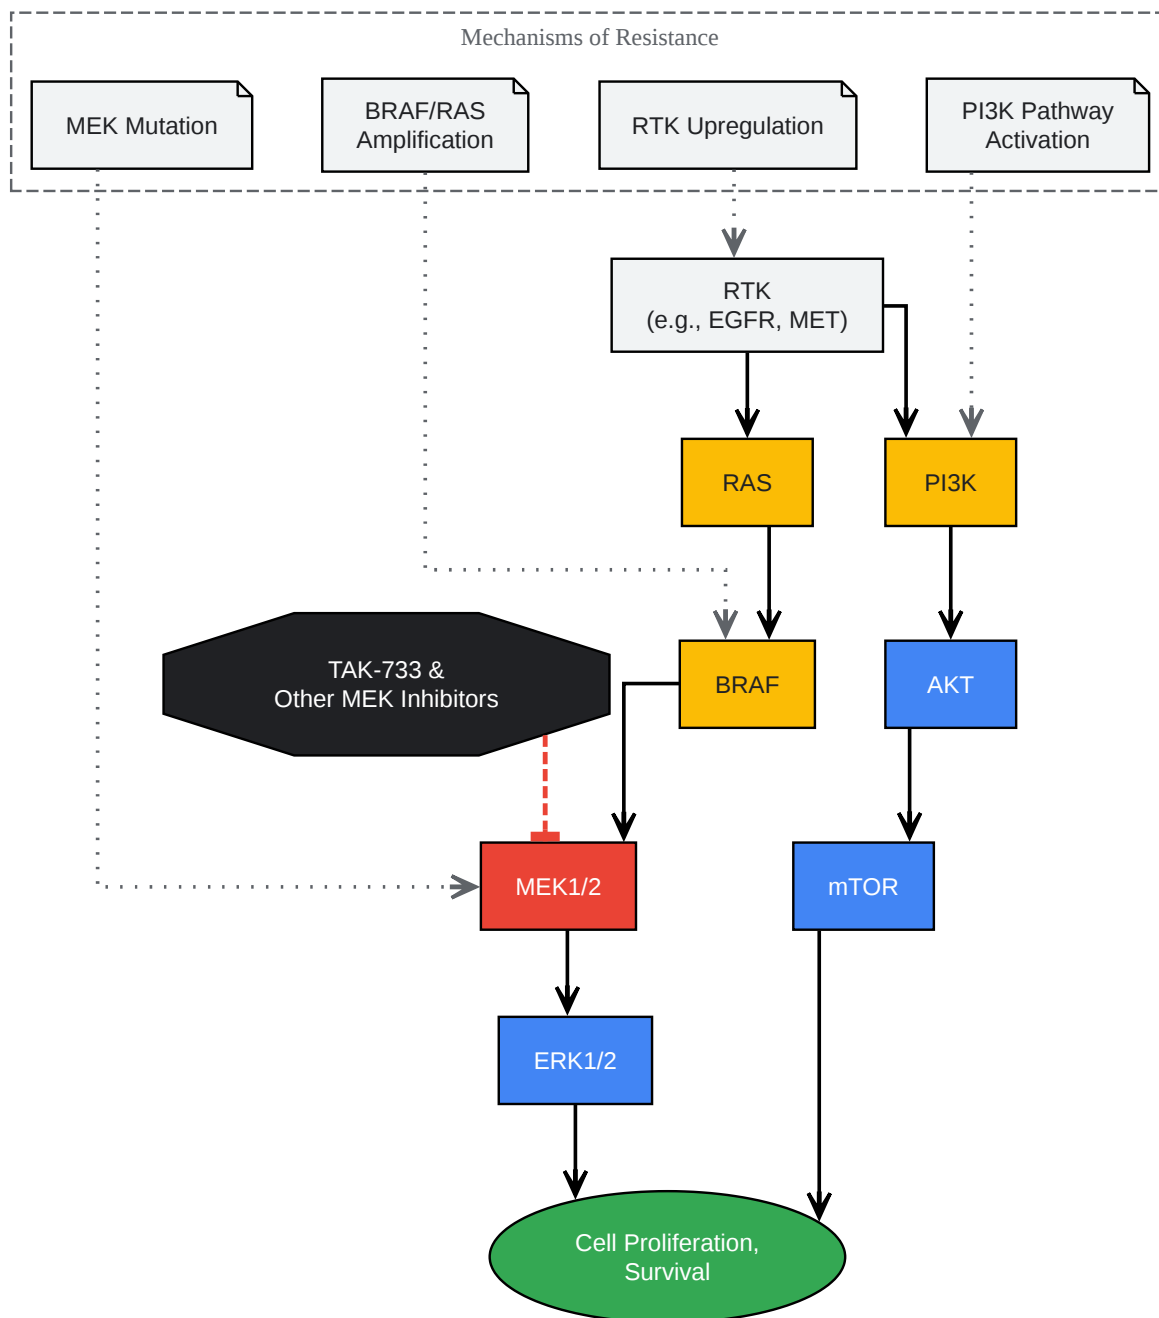 Mechanisms of Resistance
MEK Mutation
BRAF/RAS
Amplification
RTK Upregulation
PI3K Pathway
Activation
RTK
(e.g., EGFR, MET)
RAS
PI3K
TAK-733 &
Other MEK Inhibitors
BRAF
AKT
MEK1/2
mTOR
ERK1/2
Cell Proliferation,
Survival